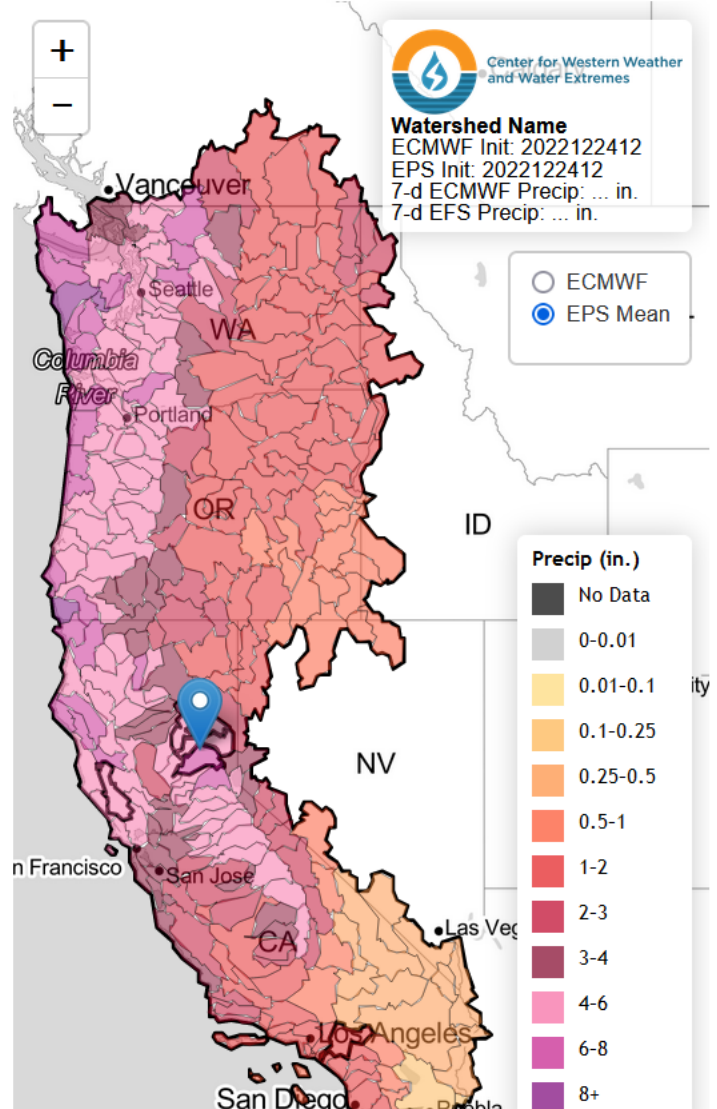 +
−
Center for Western Weather
and Water Extremes
Calgary
Watershed Name
ECMWF Init: 2022122412
EPS Init: 2022122412
7-d ECMWF Precip: ... in.
7-d EFS Precip: ... in.
Vancouver
ECMWF
EPS Mean
Seattle
WA
Columbia
River
Portland
OR
ID
NV
n Francisco
San Jose
CA
Las Veg
Los Angeles
San Diego
Puebla
Precip (in.)
No Data
0-0.01
0.01-0.1
ity
0.1-0.25
0.25-0.5
0.5-1
1-2
2-3
3-4
4-6
6-8
8+